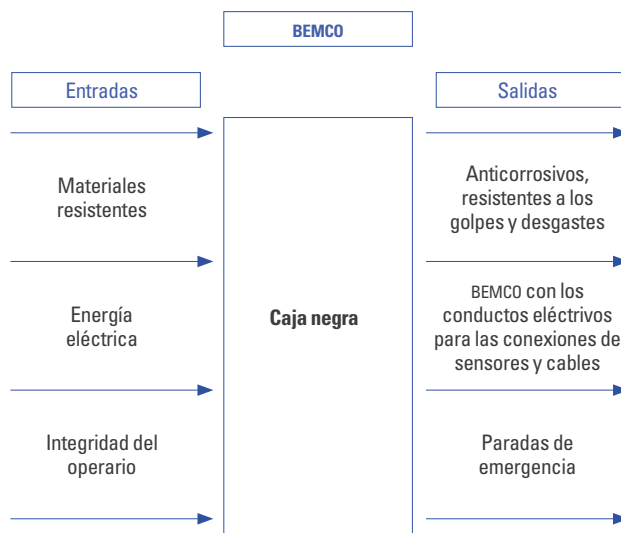 BEMCO
Entradas
Salidas
Materiales
resistentes
Anticorrosivos,
resistentes a los
golpes y desgastes
Energía
eléctrica
Caja negra
BEMCO con los
conductos eléctrivos
para las conexiones de
sensores y cables
Integridad del
operario
Paradas de
emergencia